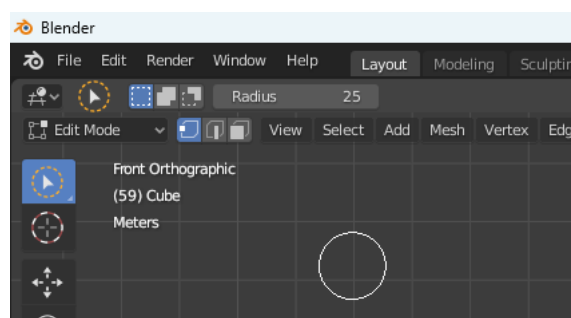 Blender
File Edit Render Window Help Layout Modeling
Radius 25
Edit Mode View Select Add Mesh Vertex
Front Orthographic
(59) Cube
Meters